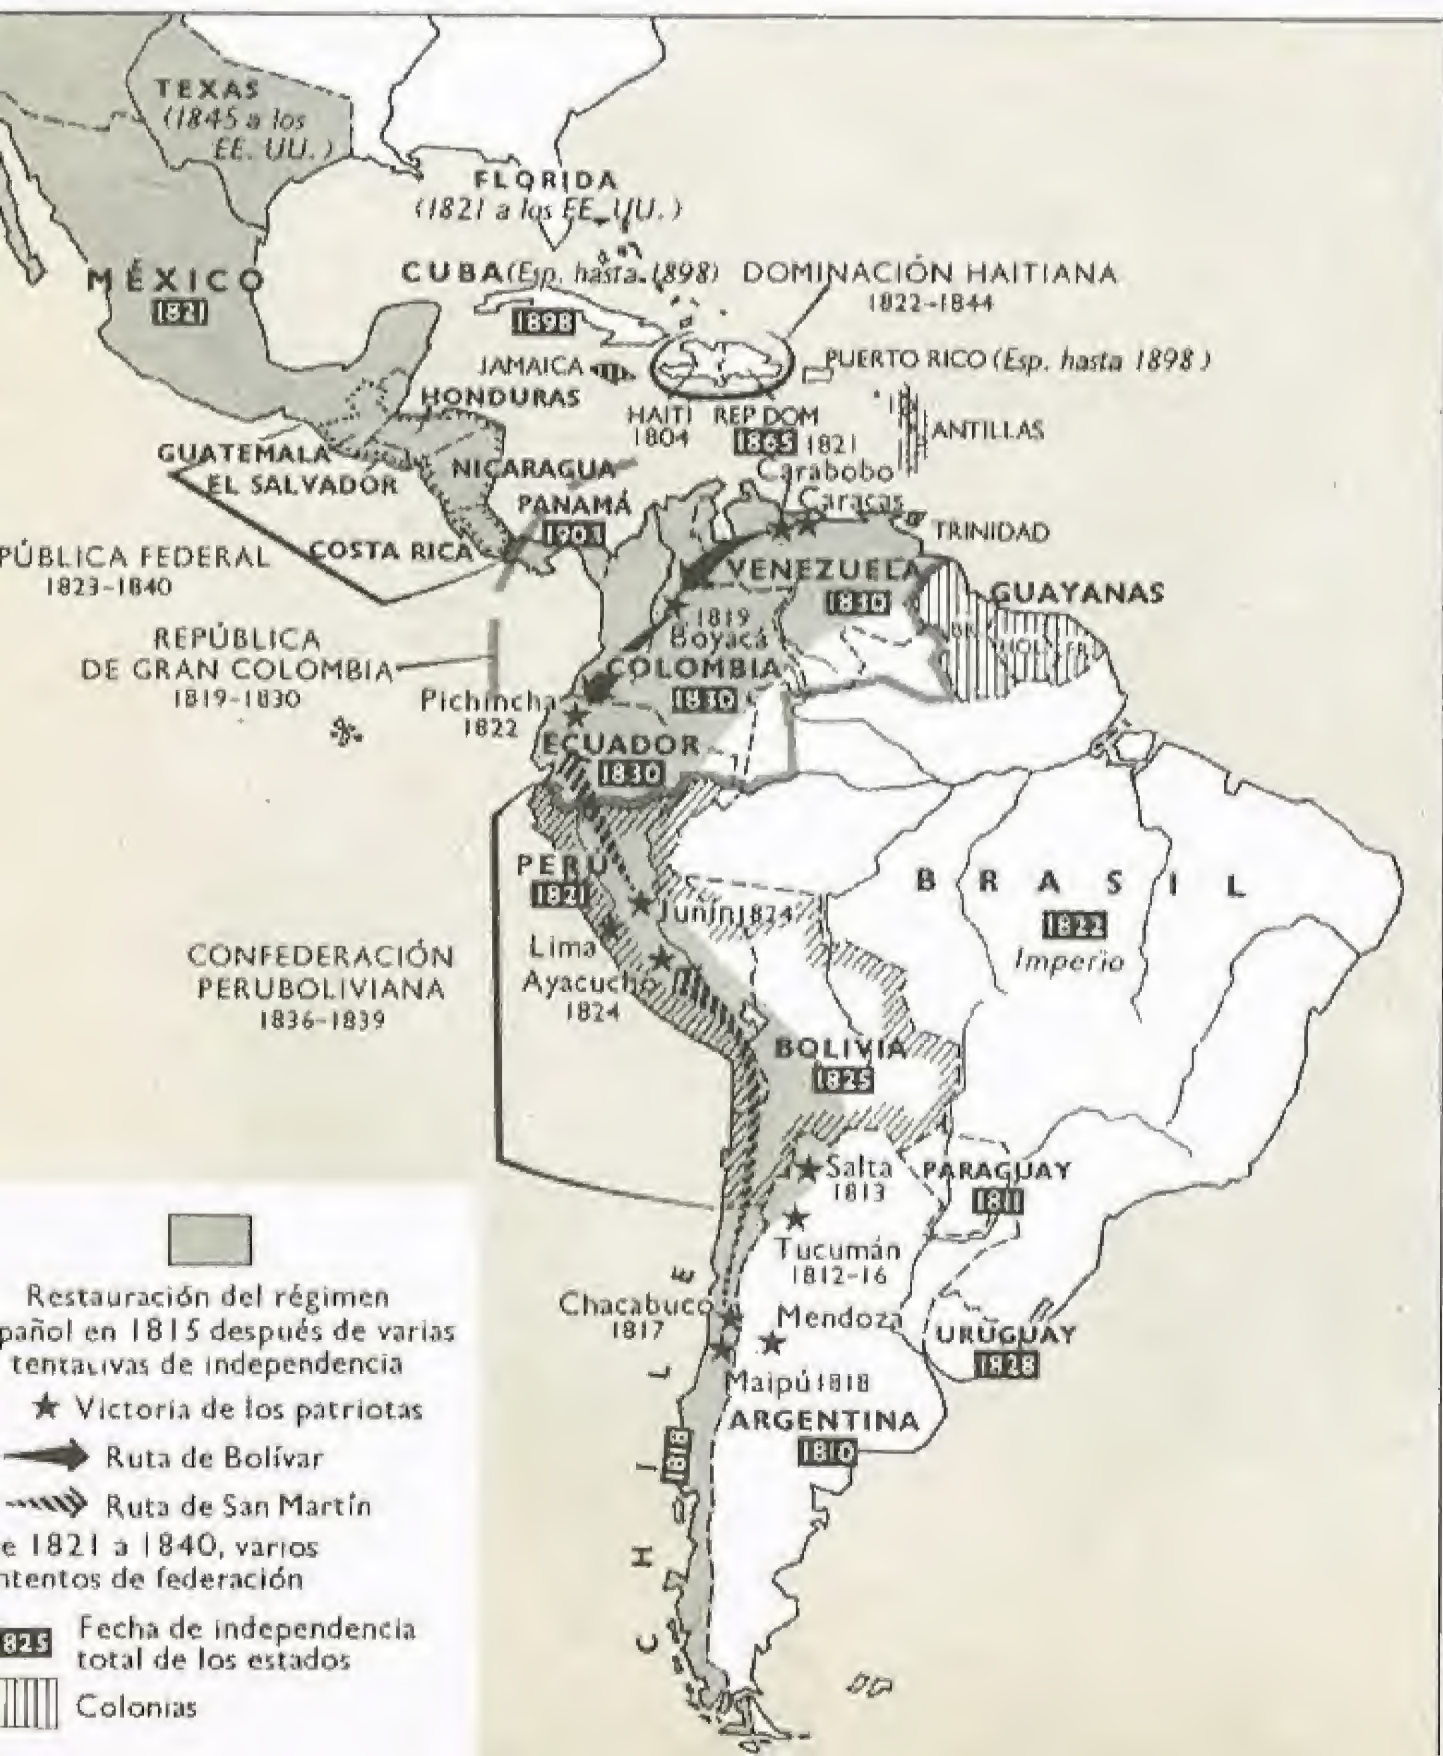 TEXAS
(1845 a los
EE. UU.)
FLORIDA
(1821 a los EE. UU.)
MÉXICO
1821
CUBA (Esp. hasta 1898)
1898
DOMINACIÓN HAITIANA
1822-1844
JAMAICA
PUERTO RICO (Esp. hasta 1898)
HONDURAS
HAITI
1804
REP DOM
1865 1821
ANTILLAS
GUATEMALA
EL SALVADOR
NICARAGUA
Carabobo
Caracas
PANAMÁ
1903
TRINIDAD
COSTA RICA
PÚBLICA FEDERAL
1823-1840
VENEZUELA
1830
GUAYANAS
BR.
HOL.
FR.
1819
Boyacá
REPÚBLICA
DE GRAN COLOMBIA
1819-1830
COLOMBIA
1830
Pichincha
1822
ECUADOR
1830
PERÚ
1821
BRASIL
1822
Imperio
Junín 1824
Lima
Ayacucho
1824
CONFEDERACIÓN
PERUBOLIVIANA
1836-1839
BOLIVIA
1825
Salta
1813
PARAGUAY
1811
Tucumán
1812-16
Chacabuco
1817
Mendoza
URUGUAY
1828
Maipú 1818
ARGENTINA
1810
CHILE
1818
Restauración del régimen
pañol en 1815 después de varias
tentativas de independencia
Victoria de los patriotas
Ruta de Bolívar
Ruta de San Martín
e 1821 a 1840, varios
ntentos de federación
825 Fecha de independencia
total de los estados
Colonias